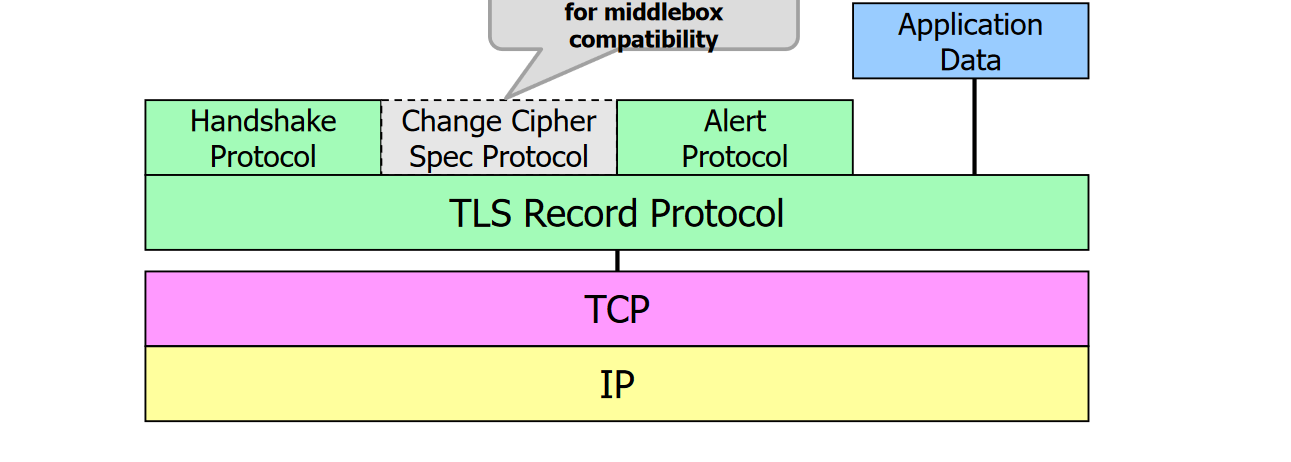 for middlebox
compatibility
Application
Data
Handshake
Protocol
Change Cipher
Spec Protocol
Alert
Protocol
TLS Record Protocol
TCP
IP